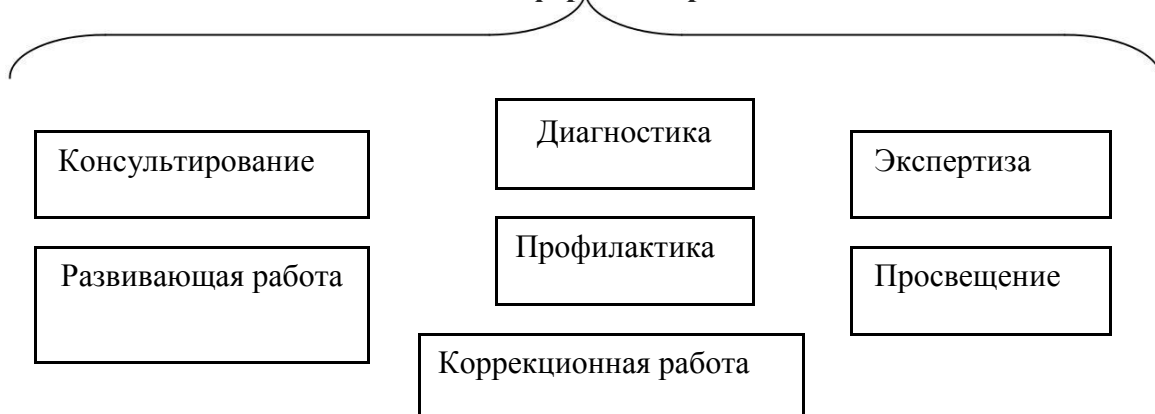 Диагностика
Консультирование
Экспертиза
Профилактика
Развивающая работа
Просвещение
Коррекционная работа